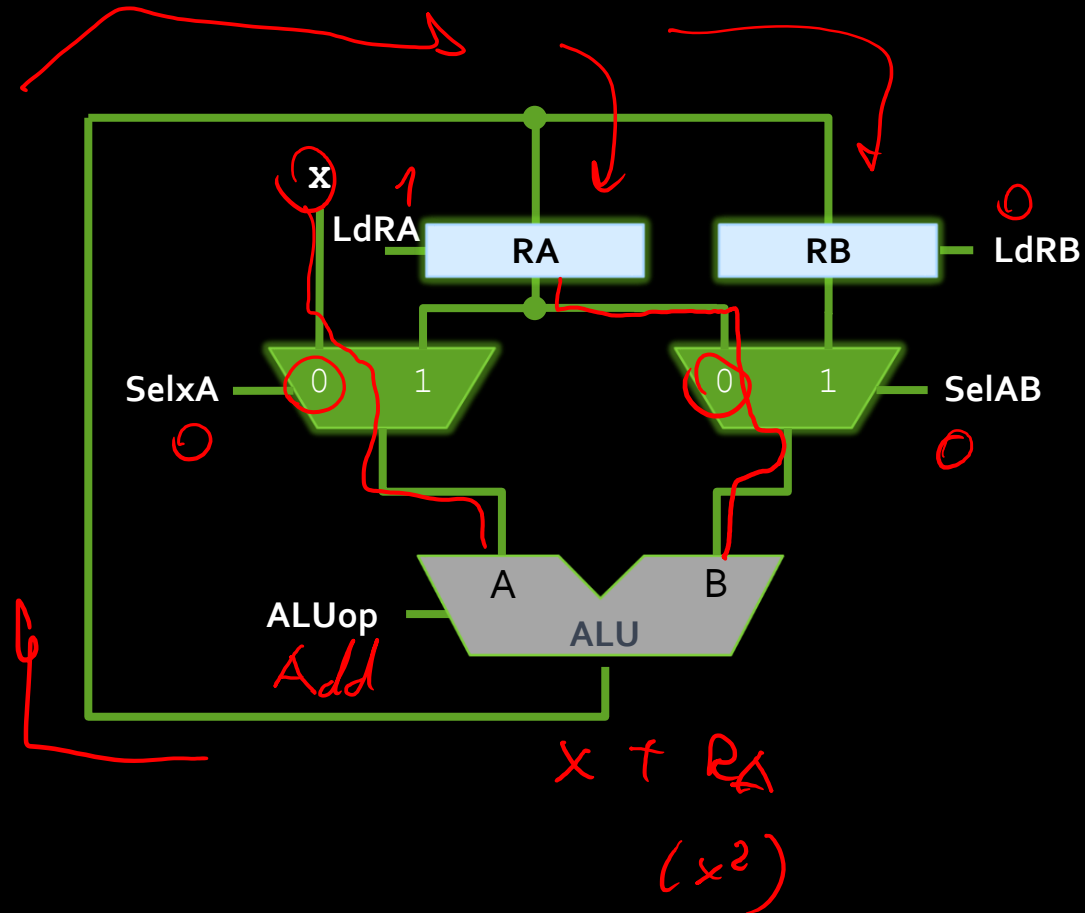 x
1
LdRA
RA
RB
0
LdRB
SelxA
0
1
0
1
SelAB
0
0
A
B
ALUop
ALU
Add
x + RA
(x²)